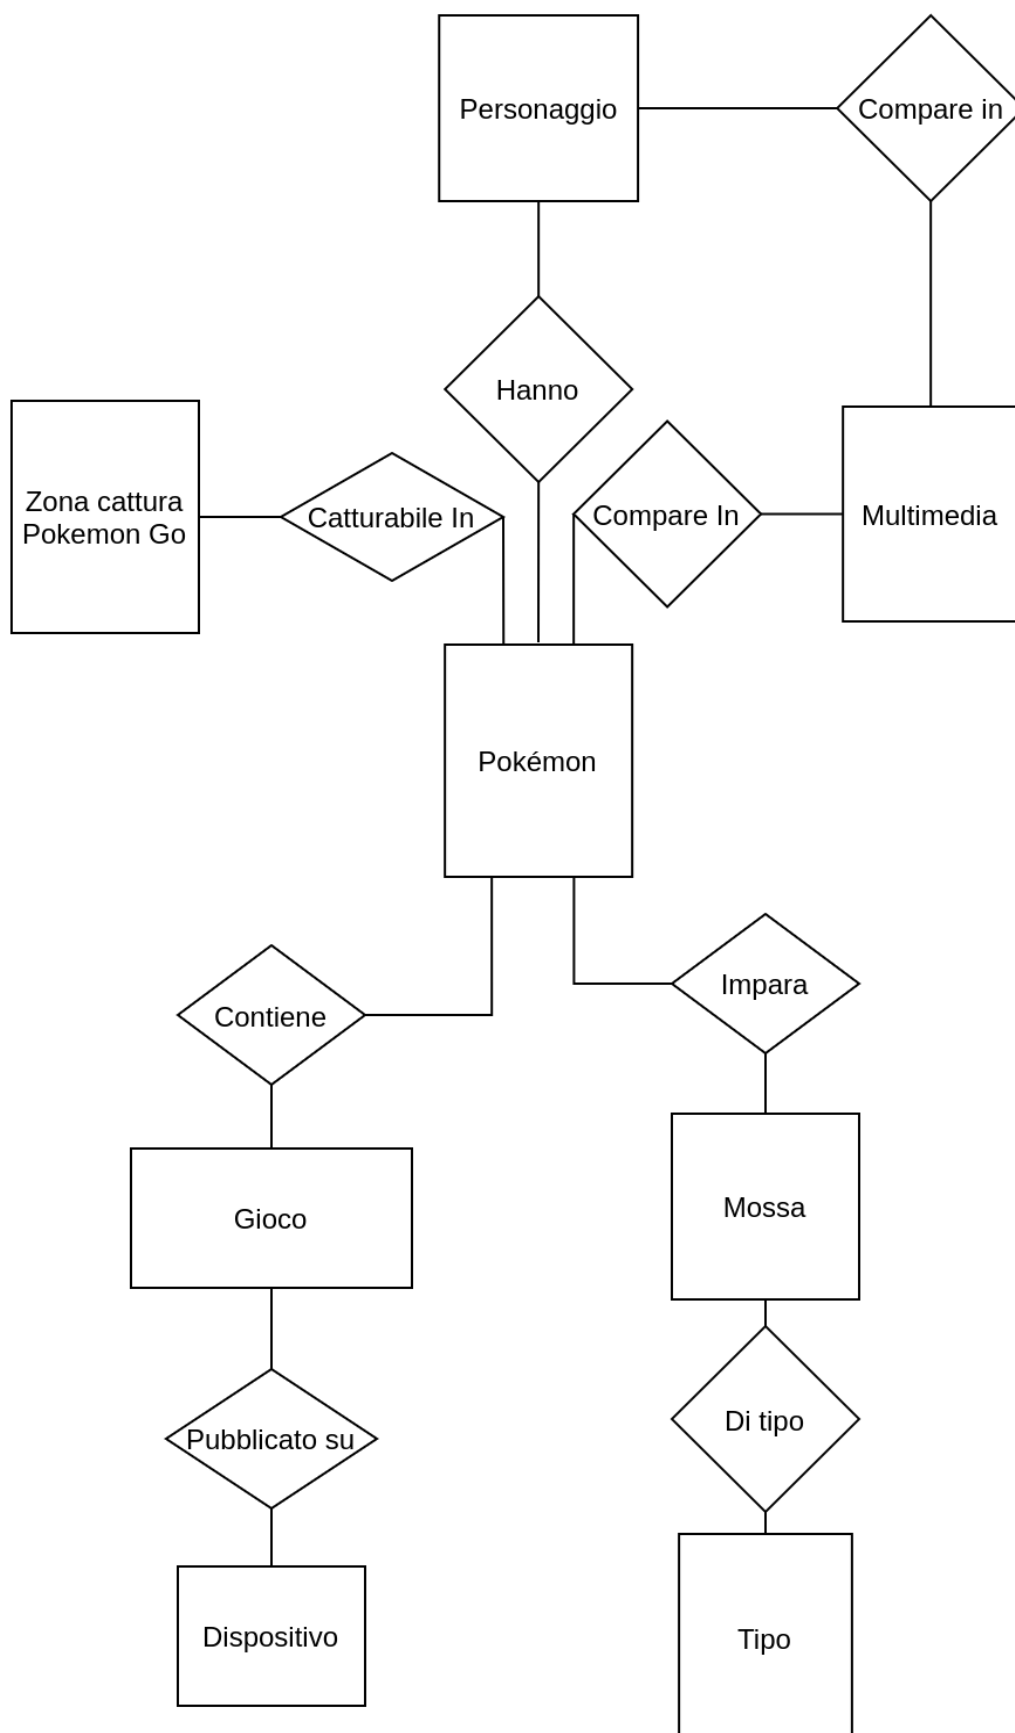 Personaggio
Compare in
Hanno
Zona cattura
Pokemon Go
Catturabile In
Compare In
Multimedia
Pokémon
Contiene
Impara
Gioco
Mossa
Pubblicato su
Di tipo
Dispositivo
Tipo